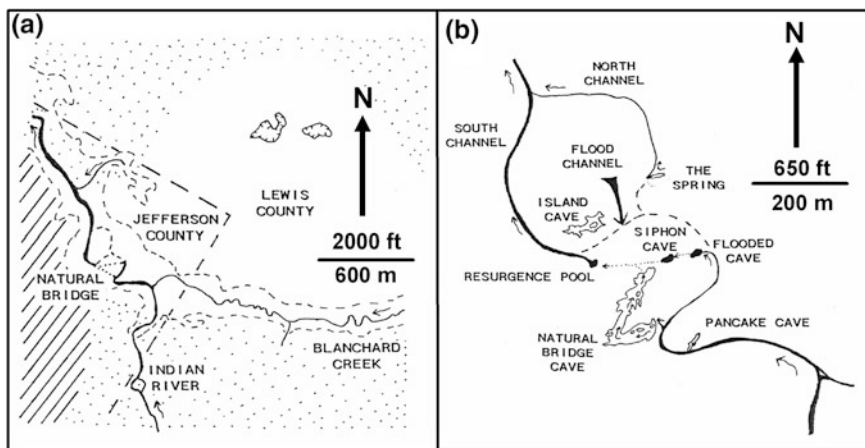 (a)
N
LEWIS
COUNTY
2000 ft
600 m
JEFFERSON
COUNTY
NATURAL
BRIDGE
BLANCHARD
CREEK
INDIAN
RIVER
(b)
N
NORTH
CHANNEL
SOUTH
CHANNEL
FLOOD
CHANNEL
THE
SPRING
650 ft
200 m
ISLAND
CAVE
SIPHON
CAVE
FLOODED
CAVE
RESURGENCE POOL
PANCAKE CAVE
NATURAL
BRIDGE
CAVE